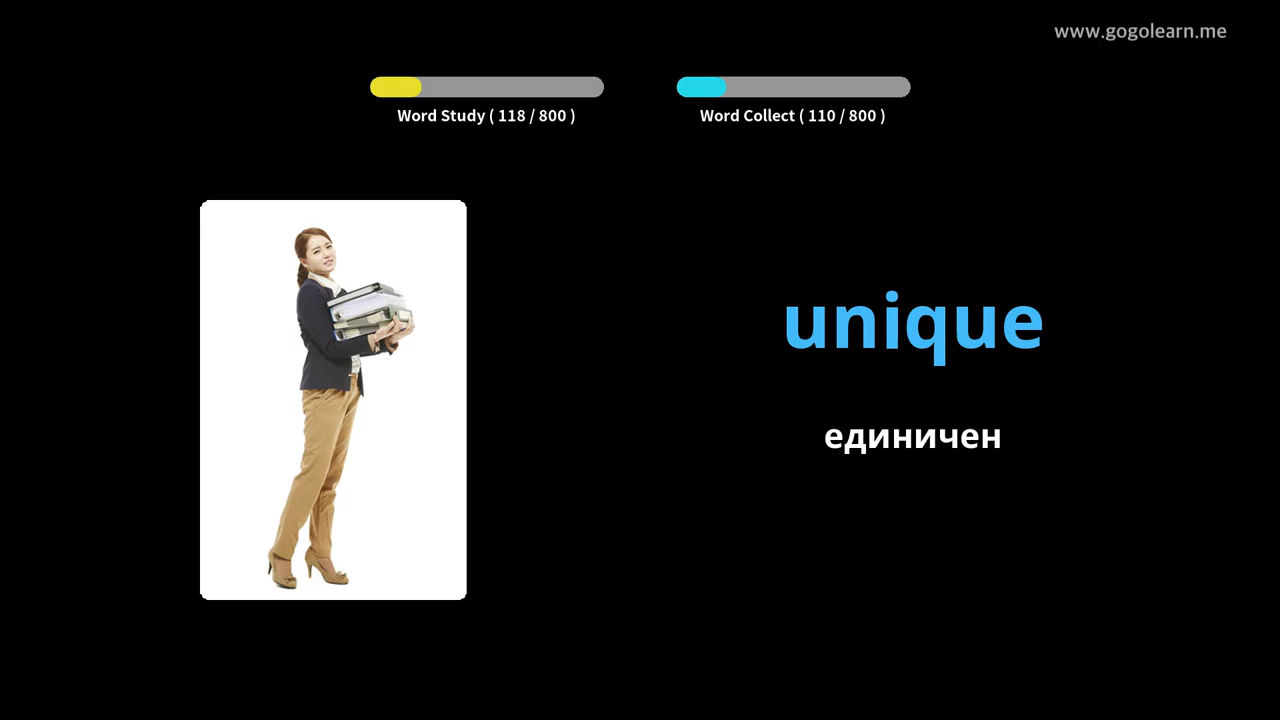 www.gogolearn.me
Word Study ( 118 / 800 )
Word Collect ( 110 / 800 )
unique
единичен